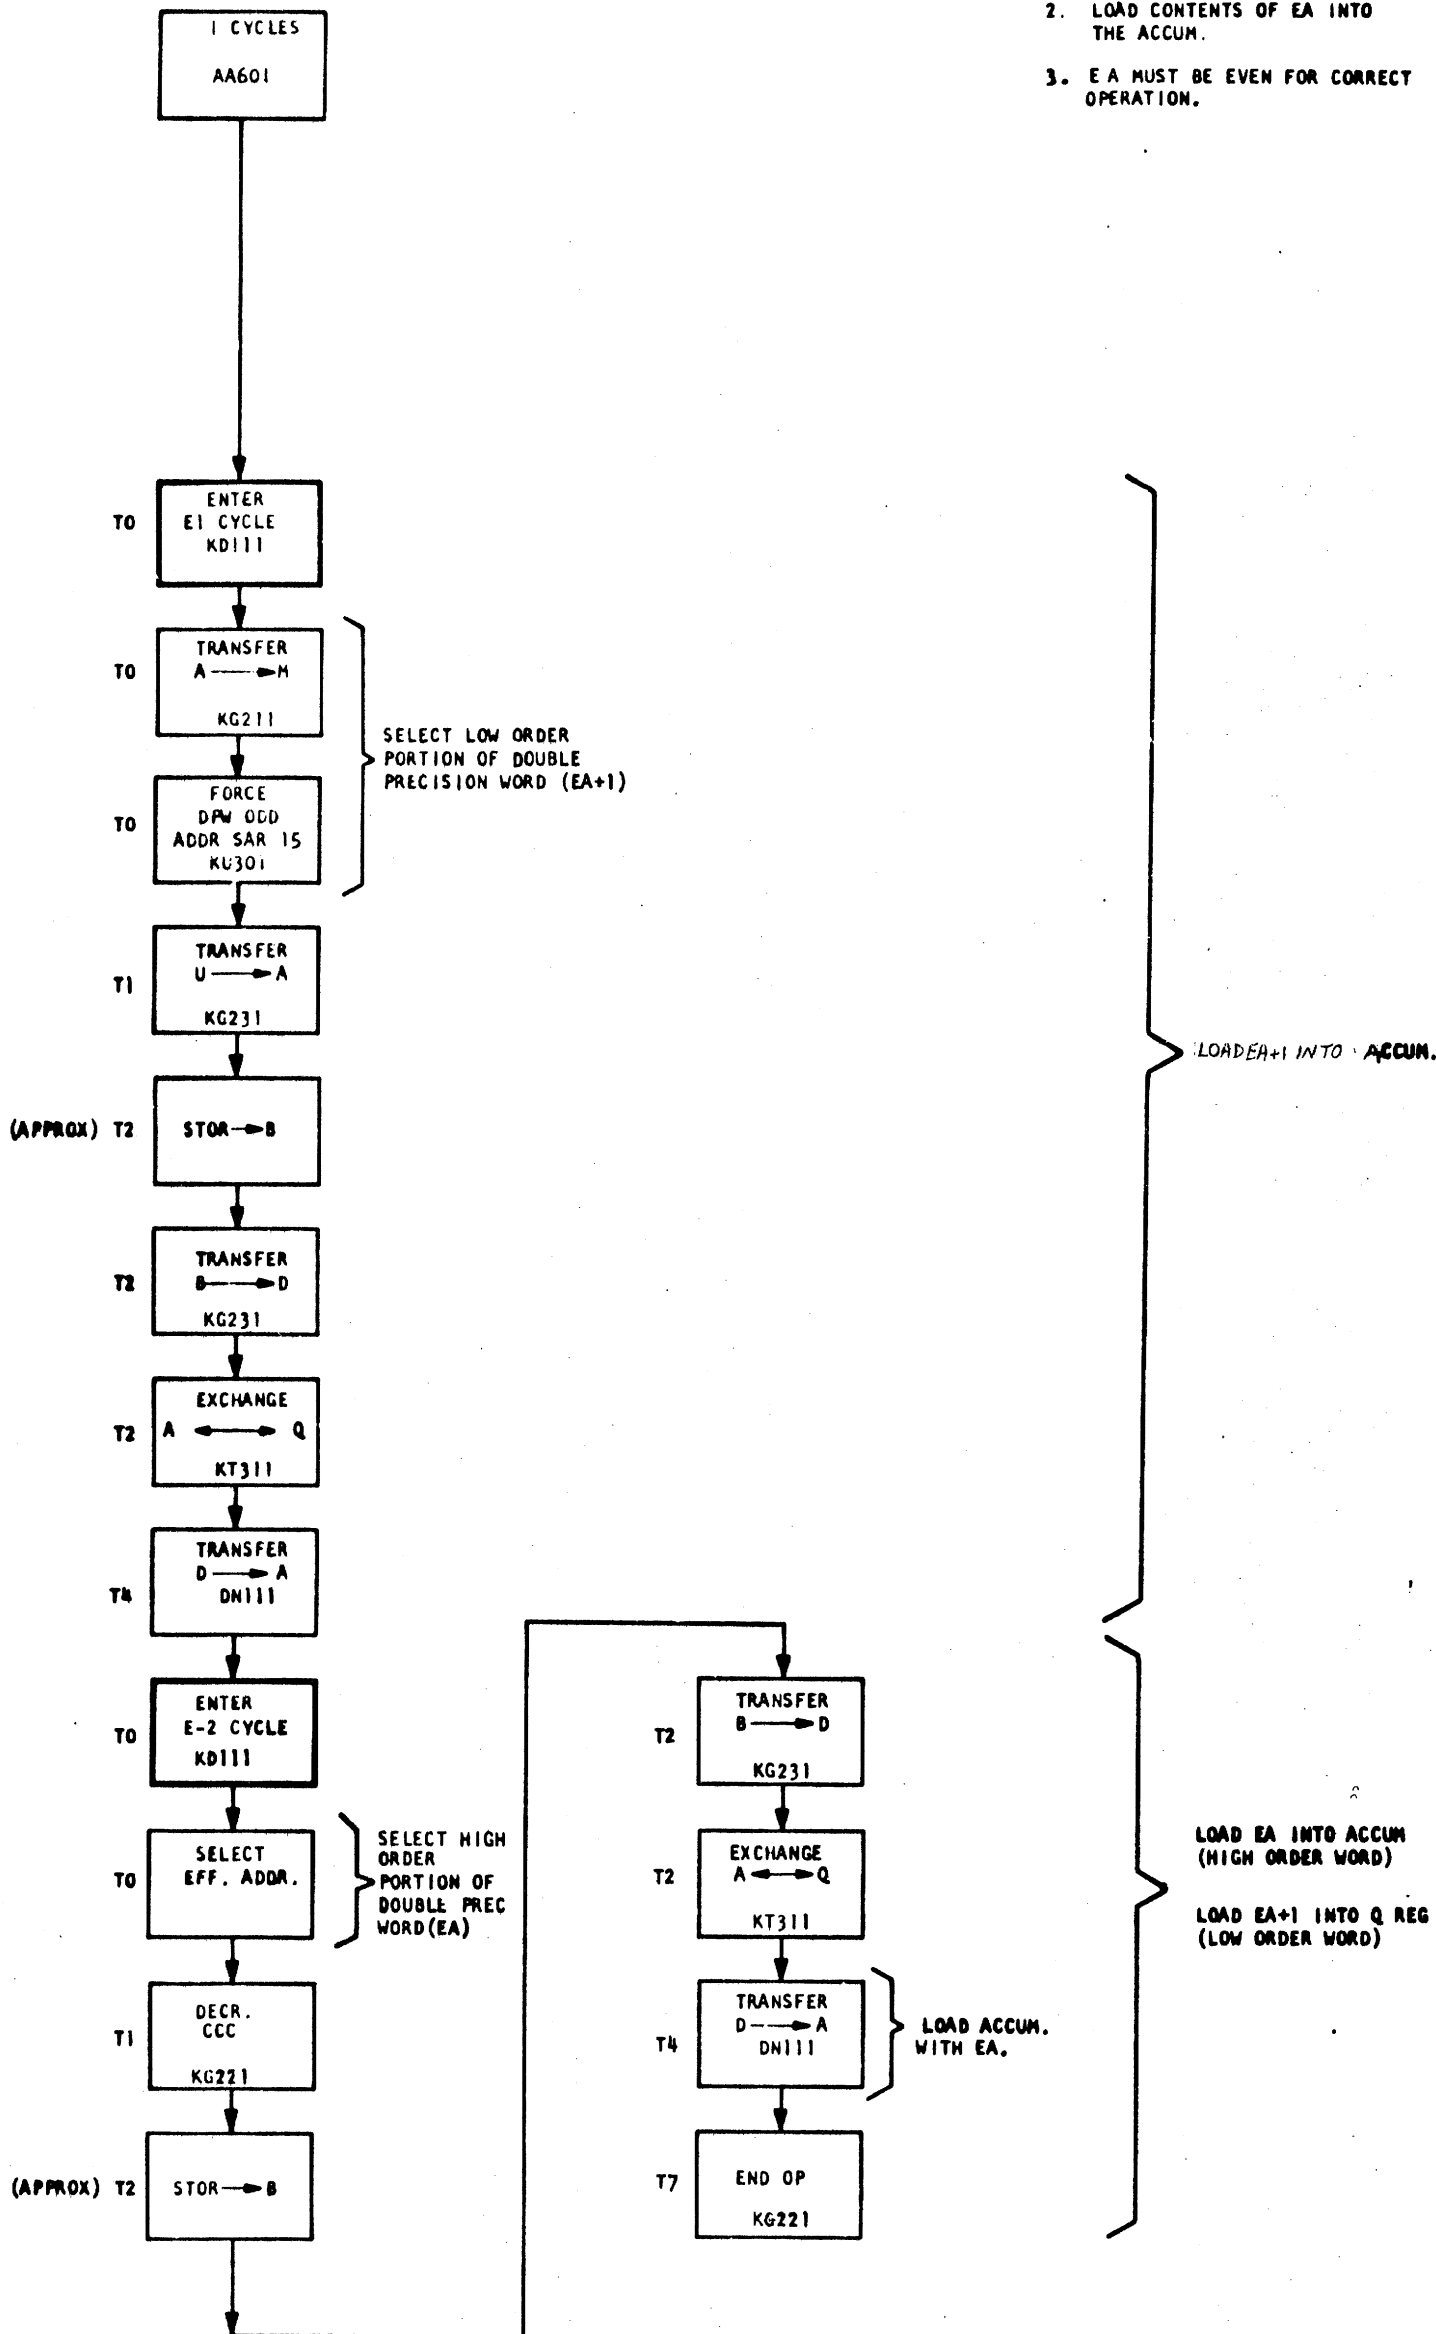 I CYCLES
AA601
2. LOAD CONTENTS OF EA INTO
THE ACCUM.
3. EA MUST BE EVEN FOR CORRECT
OPERATION.
T0
ENTER
E1 CYCLE
KD111
T0
TRANSFER
A → M
KG211
SELECT LOW ORDER
PORTION OF DOUBLE
PRECISION WORD (EA+1)
T0
FORCE
DPW ODD
ADDR SAR 15
KU301
T1
TRANSFER
U → A
KG231
LOAD EA+1 INTO ACCUM.
(APPROX) T2
STOR → B
T2
TRANSFER
B → D
KG231
T2
EXCHANGE
A ↔ Q
KT311
T4
TRANSFER
D → A
DN111
T0
ENTER
E-2 CYCLE
KD111
T0
SELECT
EFF. ADDR.
SELECT HIGH
ORDER
PORTION OF
DOUBLE PREC
WORD(EA)
T1
DECR.
CCC
KG221
(APPROX) T2
STOR → B
T2
TRANSFER
B → D
KG231
T2
EXCHANGE
A ↔ Q
KT311
T4
TRANSFER
D → A
DN111
LOAD ACCUM.
WITH EA.
T7
END OP
KG221
LOAD EA INTO ACCUM
(HIGH ORDER WORD)
LOAD EA+1 INTO Q REG
(LOW ORDER WORD)